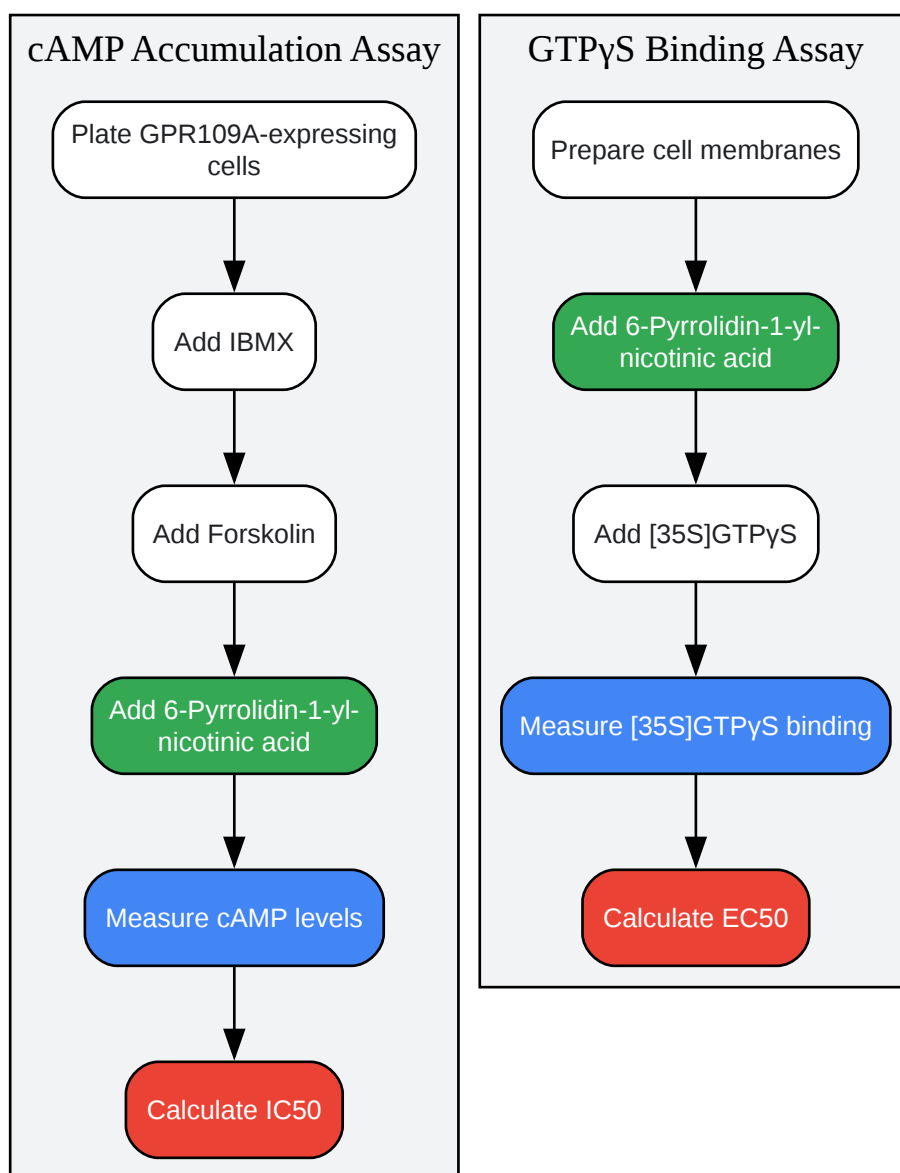 cAMP Accumulation Assay
Plate GPR109A-expressing
cells
Add IBMX
Add Forskolin
Add 6-Pyrrolidin-1-yl-
nicotinic acid
Measure cAMP levels
Calculate IC50
GTPγS Binding Assay
Prepare cell membranes
Add 6-Pyrrolidin-1-yl-
nicotinic acid
Add [35S]GTPγS
Measure [35S]GTPγS binding
Calculate EC50